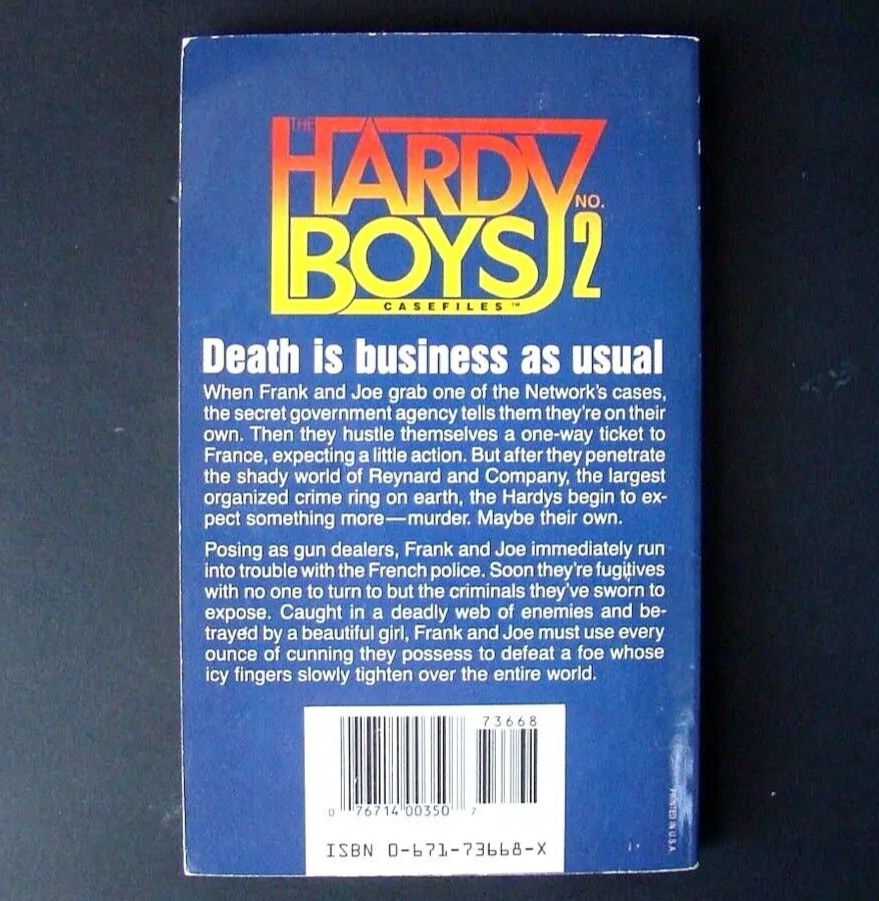 THE
HARDY
BOYS
NO.
2
CASEFILES™
Death is business as usual
When Frank and Joe grab one of the Network's cases,
the secret government agency tells them they're on their
own. Then they hustle themselves a one-way ticket to
France, expecting a little action. But after they penetrate
the shady world of Reynard and Company, the largest
organized crime ring on earth, the Hardys begin to ex-
pect something more—murder. Maybe their own.
Posing as gun dealers, Frank and Joe immediately run
into trouble with the French police. Soon they're fugitives
with no one to turn to but the criminals they've sworn to
expose. Caught in a deadly web of enemies and be-
trayed by a beautiful girl, Frank and Joe must use every
ounce of cunning they possess to defeat a foe whose
icy fingers slowly tighten over the entire world.
73668
0 76714 00350 7
ISBN 0-671-73668-X
PRINTED IN U.S.A.